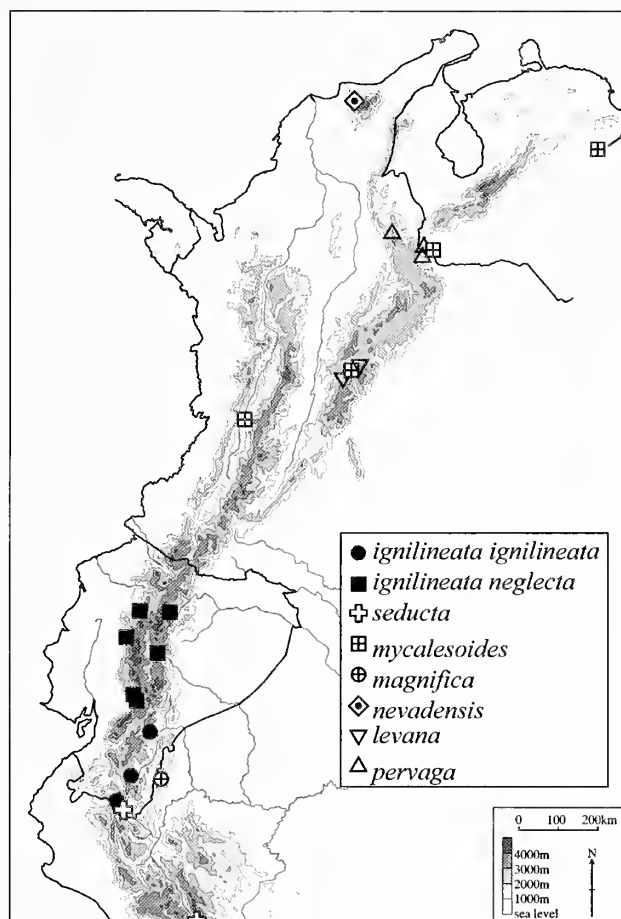 ignilineata ignilineata
ignilineata neglecta
seducta
mycalesoides
magnifica
nevadensis
levana
pervaga
0 100 200km
4000m
3000m
2000m
1000m
sea level
N